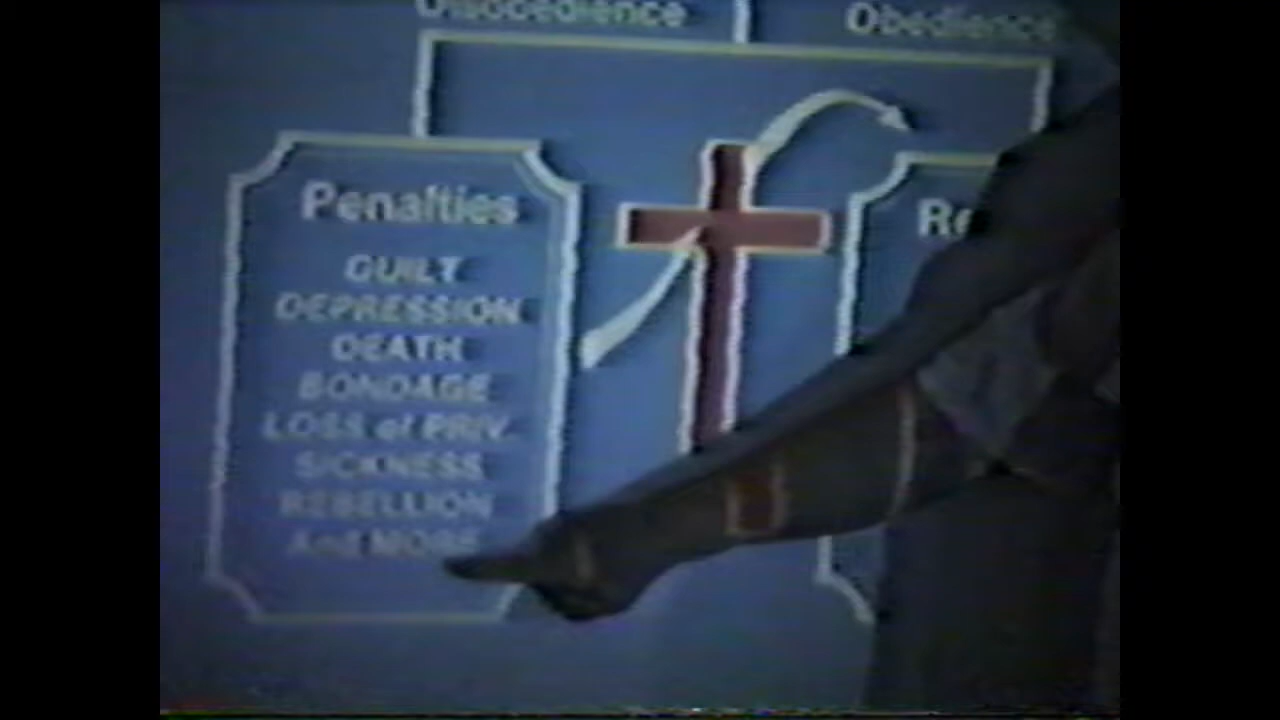 Disobedience
Obedience
Penalties
GUILT
DEPRESSION
DEATH
BONDAGE
LOSS of PRIV.
SICKNESS
REBELLION
And MORE
Re